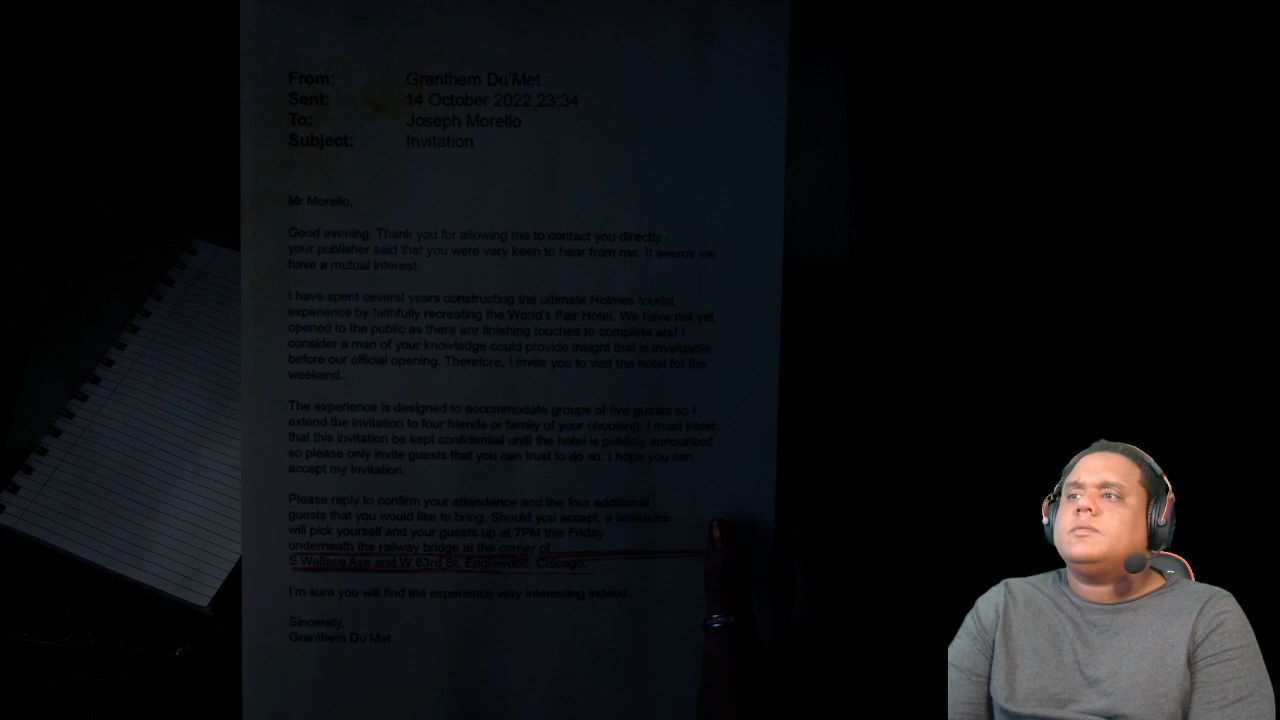 From: Granthem Du'Met
Sent: 14 October 2022 23:34
To: Joseph Morello
Subject: Invitation
Mr Morello,
Good evening. Thank you for allowing me to contact you directly -
your publisher said that you were very keen to hear from me. It seems we
have a mutual interest.
I have spent several years constructing the ultimate Holmes tourist
experience by faithfully recreating the World's Fair Hotel. We have not yet
opened to the public as there are finishing touches to complete and I
consider a man of your knowledge could provide insight that is invaluable
before our official opening. Therefore, I invite you to visit the hotel for the
weekend.
The experience is designed to accommodate groups of five guests so I
extend the invitation to four friends or family of your choosing. I must insist
that this invitation be kept confidential until the hotel is publicly announced
so please only invite guests that you can trust to do so. I hope you can
accept my invitation.
Please reply to confirm your attendance and the four additional
guests that you would like to bring. Should you accept, a limousine
will pick yourself and your guests up at 7PM this Friday
underneath the railway bridge at the corner of
S Wallace Ave and W 63rd St, Englewood, Chicago.
I'm sure you will find the experience very interesting indeed.
Sincerely,
Granthem Du'Met